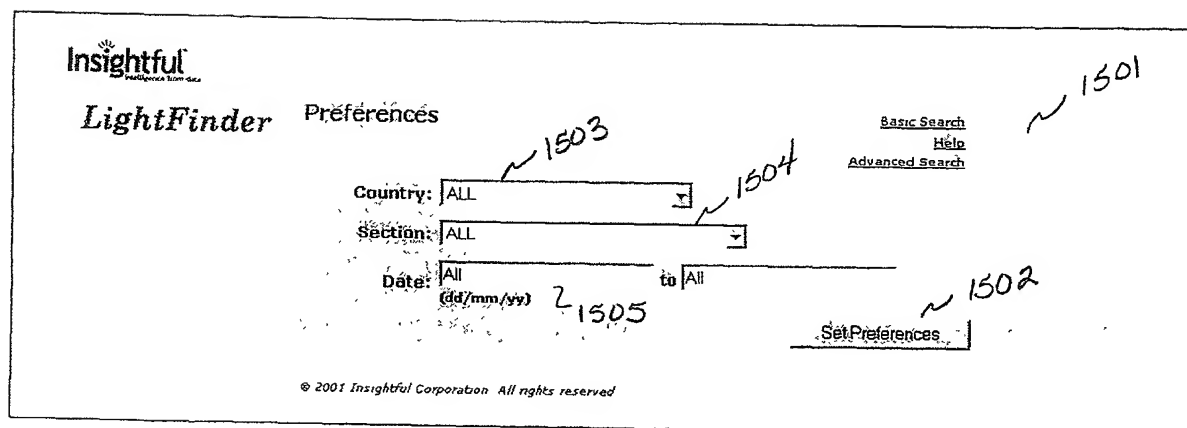 Insightful
intelligence from data
LightFinder Preferences
1501
Basic Search
Help
Advanced Search
1503
1504
Country: ALL
Section: ALL
Date: All to All
(dd/mm/yy)
1505
1502
Set Preferences
© 2001 Insightful Corporation All rights reserved